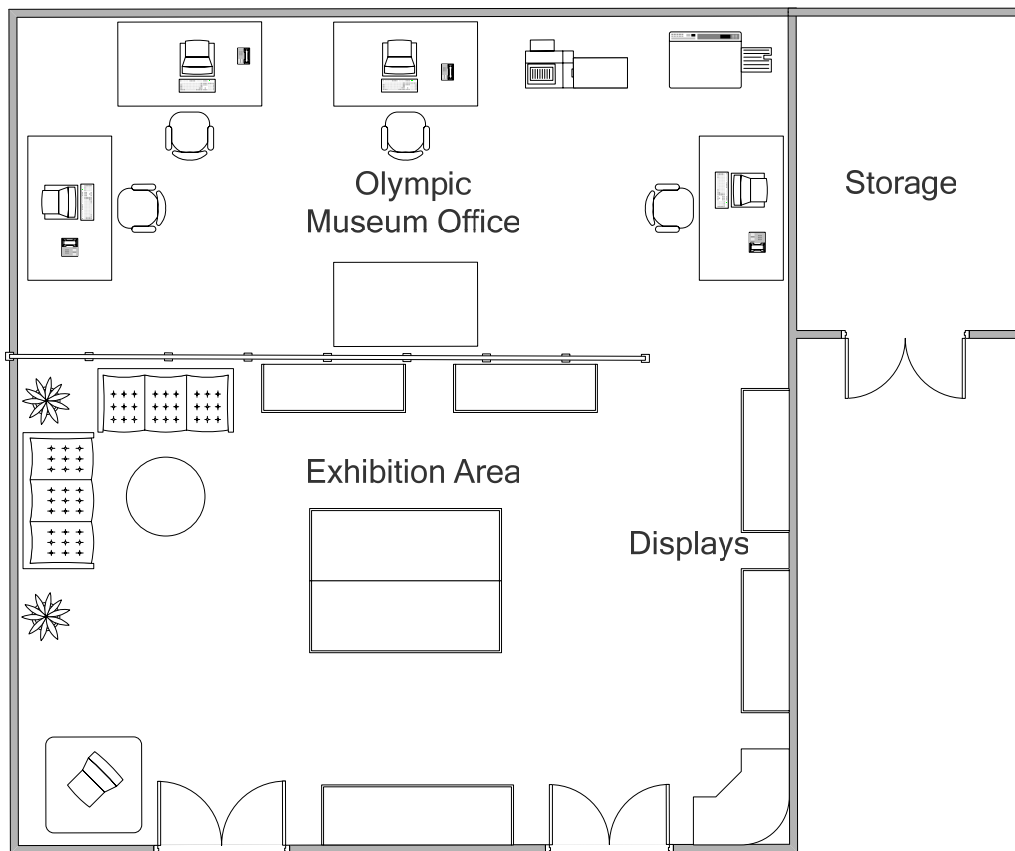 Olympic
Museum Office
Storage
Exhibition Area
Displays